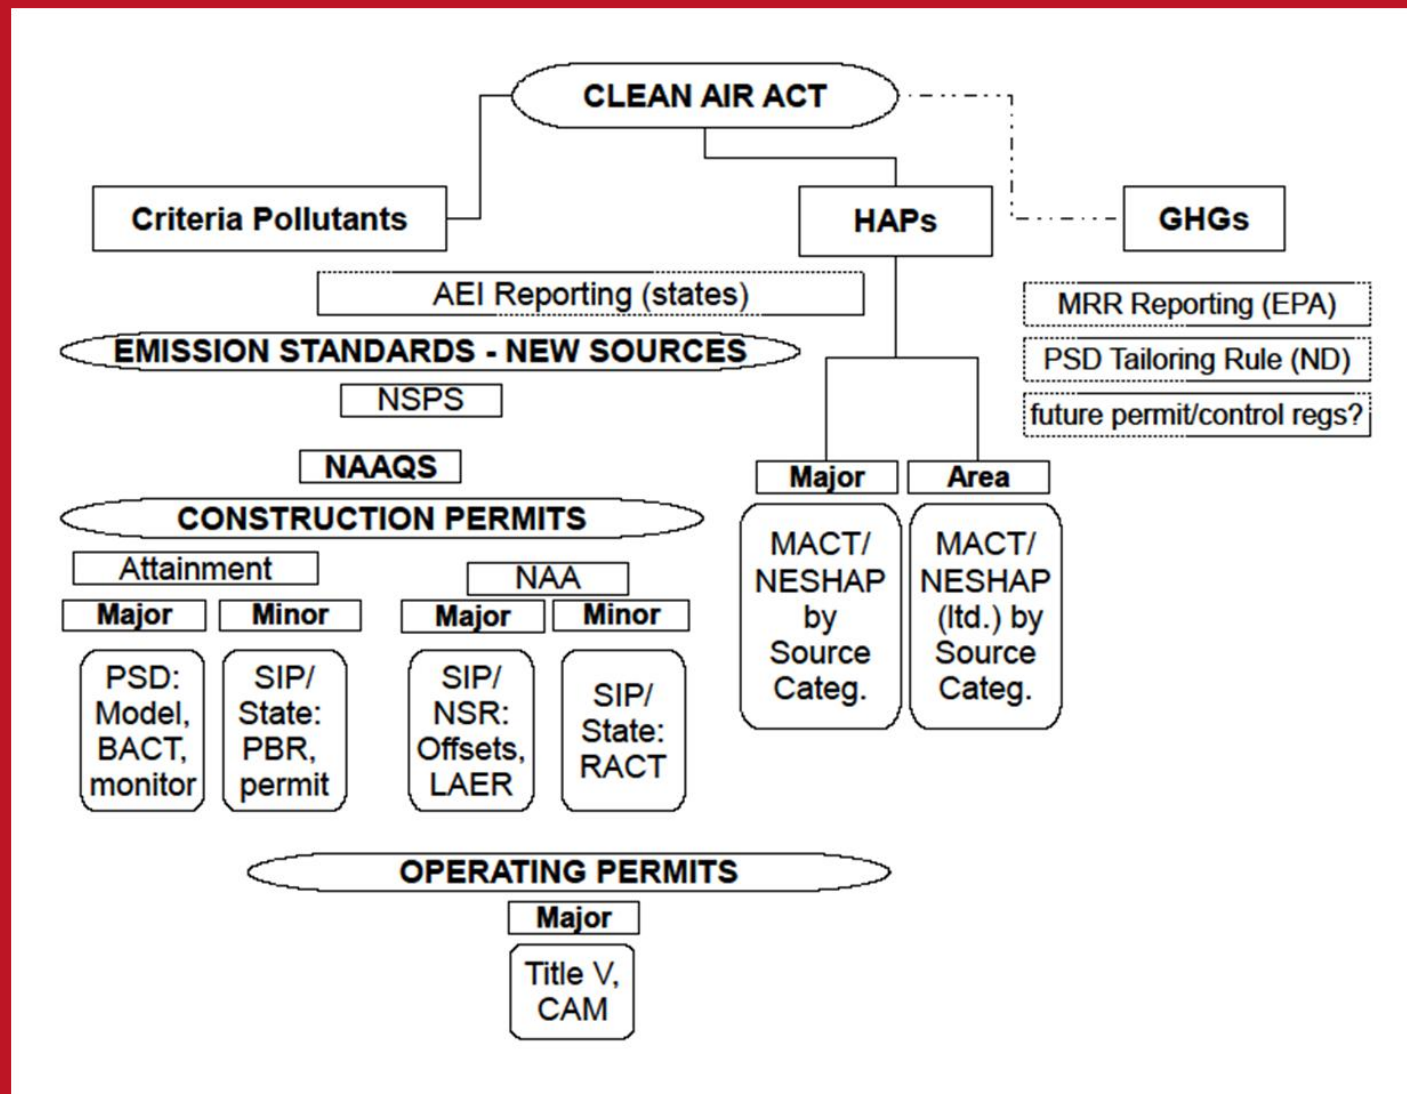 CLEAN AIR ACT
Criteria Pollutants
HAPs
GHGs
AEI Reporting (states)
MRR Reporting (EPA)
PSD Tailoring Rule (ND)
future permit/control regs?
EMISSION STANDARDS - NEW SOURCES
NSPS
NAAQS
CONSTRUCTION PERMITS
Attainment
Major
Minor
PSD:
Model,
BACT,
monitor
SIP/
State:
PBR,
permit
NAA
Major
Minor
SIP/
NSR:
Offsets,
LAER
SIP/
State:
RACT
Major
Area
MACT/
NESHAP
by
Source
Categ.
MACT/
NESHAP
(ltd.) by
Source
Categ.
OPERATING PERMITS
Major
Title V,
CAM